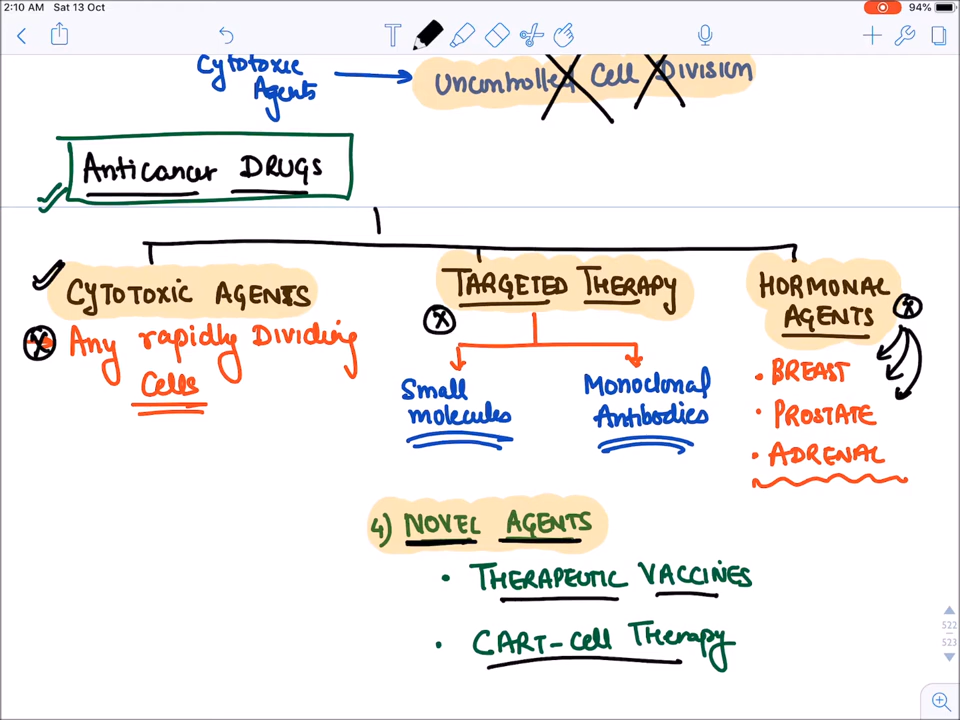 2:10 AM Sat 13 Oct
94%
T
Cytotoxic
Agents
Uncontrolled Cell Division
Anticancer DRUGS
CYTOTOXIC AGENTS
Any rapidly Dividing
Cells
TARGETED THERAPY
Small
molecules
Monoclonal
Antibodies
HORMONAL
AGENTS
• BREAST
• PROSTATE
• ADRENAL
4) NOVEL AGENTS
• THERAPEUTIC VACCINES
• CART-cell Therapy
522
523